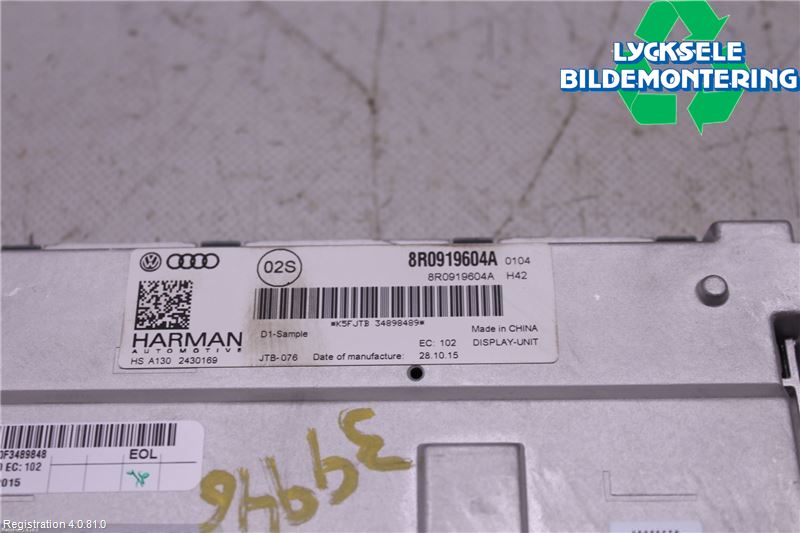 LYCKSELE
BILDEMONTERING
02S
8R0919604A 0104
8R0919604A H42
*K5FJTB 34898489*
HARMAN
AUTOMOTIVE
D1-Sample
Made in CHINA
EC: 102 DISPLAY-UNIT
HS A130 2430169 JTB-076 Date of manufacture: 28.10.15
0F3489848 EOL
EC: 102
2015
39946
Registration 4.0.81.0